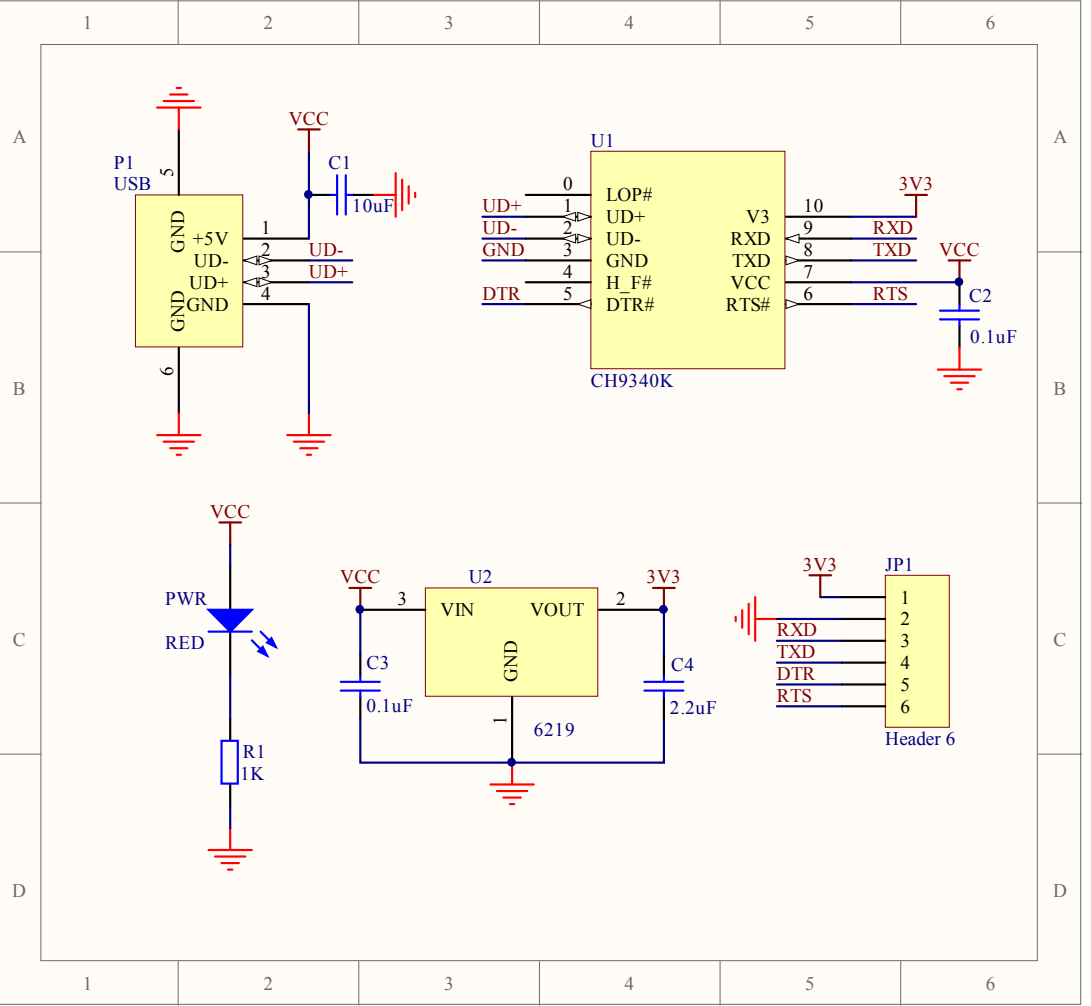 1 2 3 4 5 6
A A
VCC
P1
USB
5
C1
10uF
GND
+5V
1
UD-
2
UD-
UD+
3
UD+
GND
GND
4
6
U1
0
LOP#
UD+
1
UD+
UD-
2
UD-
GND
3
GND
4
H_F#
DTR
5
DTR#
V3
10
3V3
RXD
9
RXD
TXD
8
TXD
VCC
7
VCC
RTS#
6
RTS
C2
0.1uF
CH9340K
B B
VCC
PWR
RED
R1
1K
VCC
U2
3V3
3
VIN
VOUT
2
GND
C3
0.1uF
C4
2.2uF
1
6219
3V3
JP1
1
2
RXD
3
TXD
4
DTR
5
RTS
6
Header 6
C C
D D
1 2 3 4 5 6